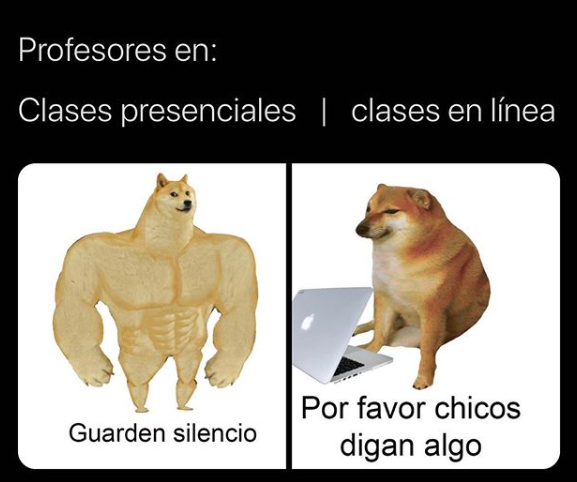 Profesores en:
Clases presenciales | clases en línea
Guarden silencio
Por favor chicos
digan algo